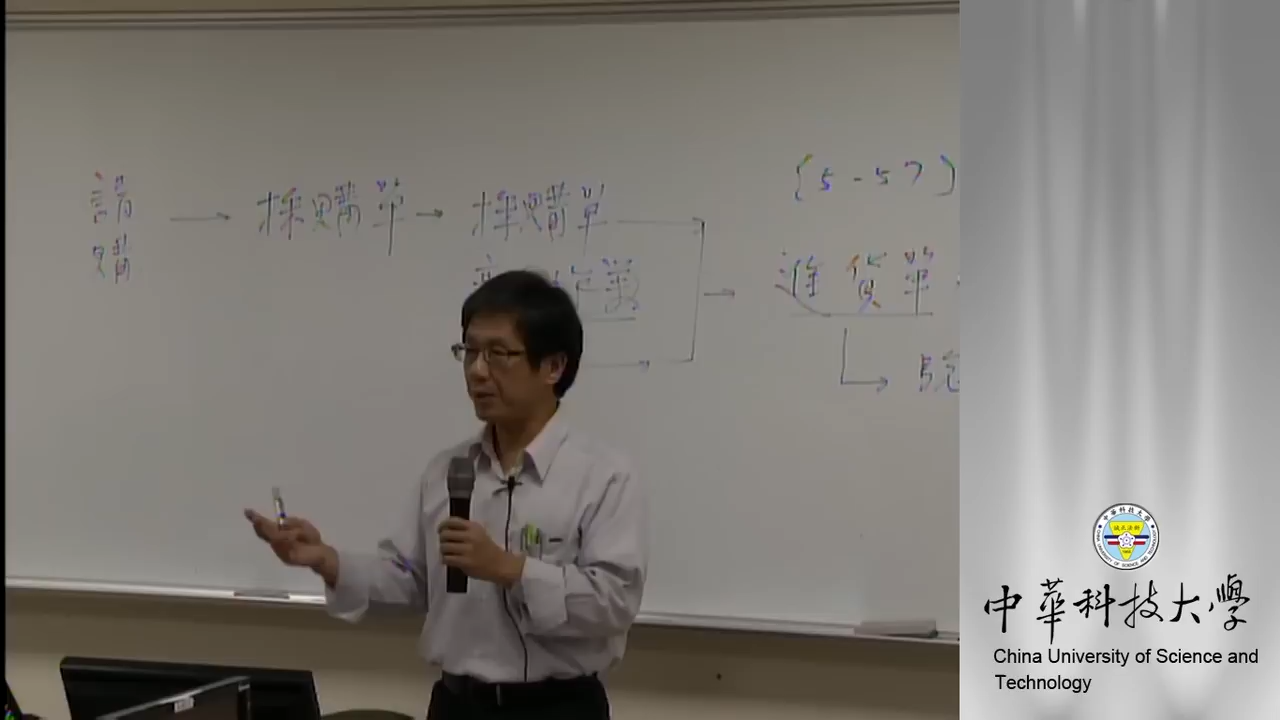 請購 → 採購單 → 採購單
(5-57)
進貨單
中華科技大學
China University of Science and
Technology